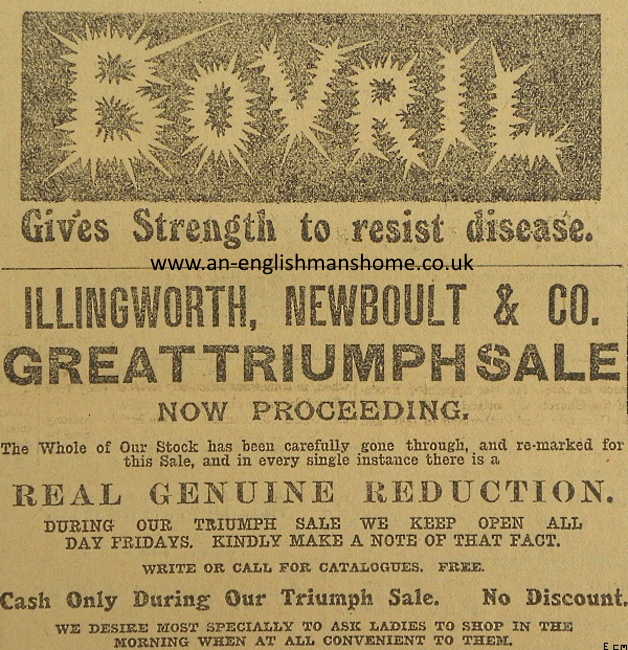 BOVRIL
Gives Strength to resist disease.
www.an-englishmanshome.co.uk
ILLINGWORTH, NEWBOULT & CO.
GREAT TRIUMPH SALE
NOW PROCEEDING.
The Whole of Our Stock has been carefully gone through, and re-marked for
this Sale, and in every single instance there is a
REAL GENUINE REDUCTION.
DURING OUR TRIUMPH SALE WE KEEP OPEN ALL
DAY FRIDAYS. KINDLY MAKE A NOTE OF THAT FACT.
WRITE OR CALL FOR CATALOGUES. FREE.
Cash Only During Our Triumph Sale. No Discount.
WE DESIRE MOST SPECIALLY TO ASK LADIES TO SHOP IN THE
MORNING WHEN AT ALL CONVENIENT TO THEM.